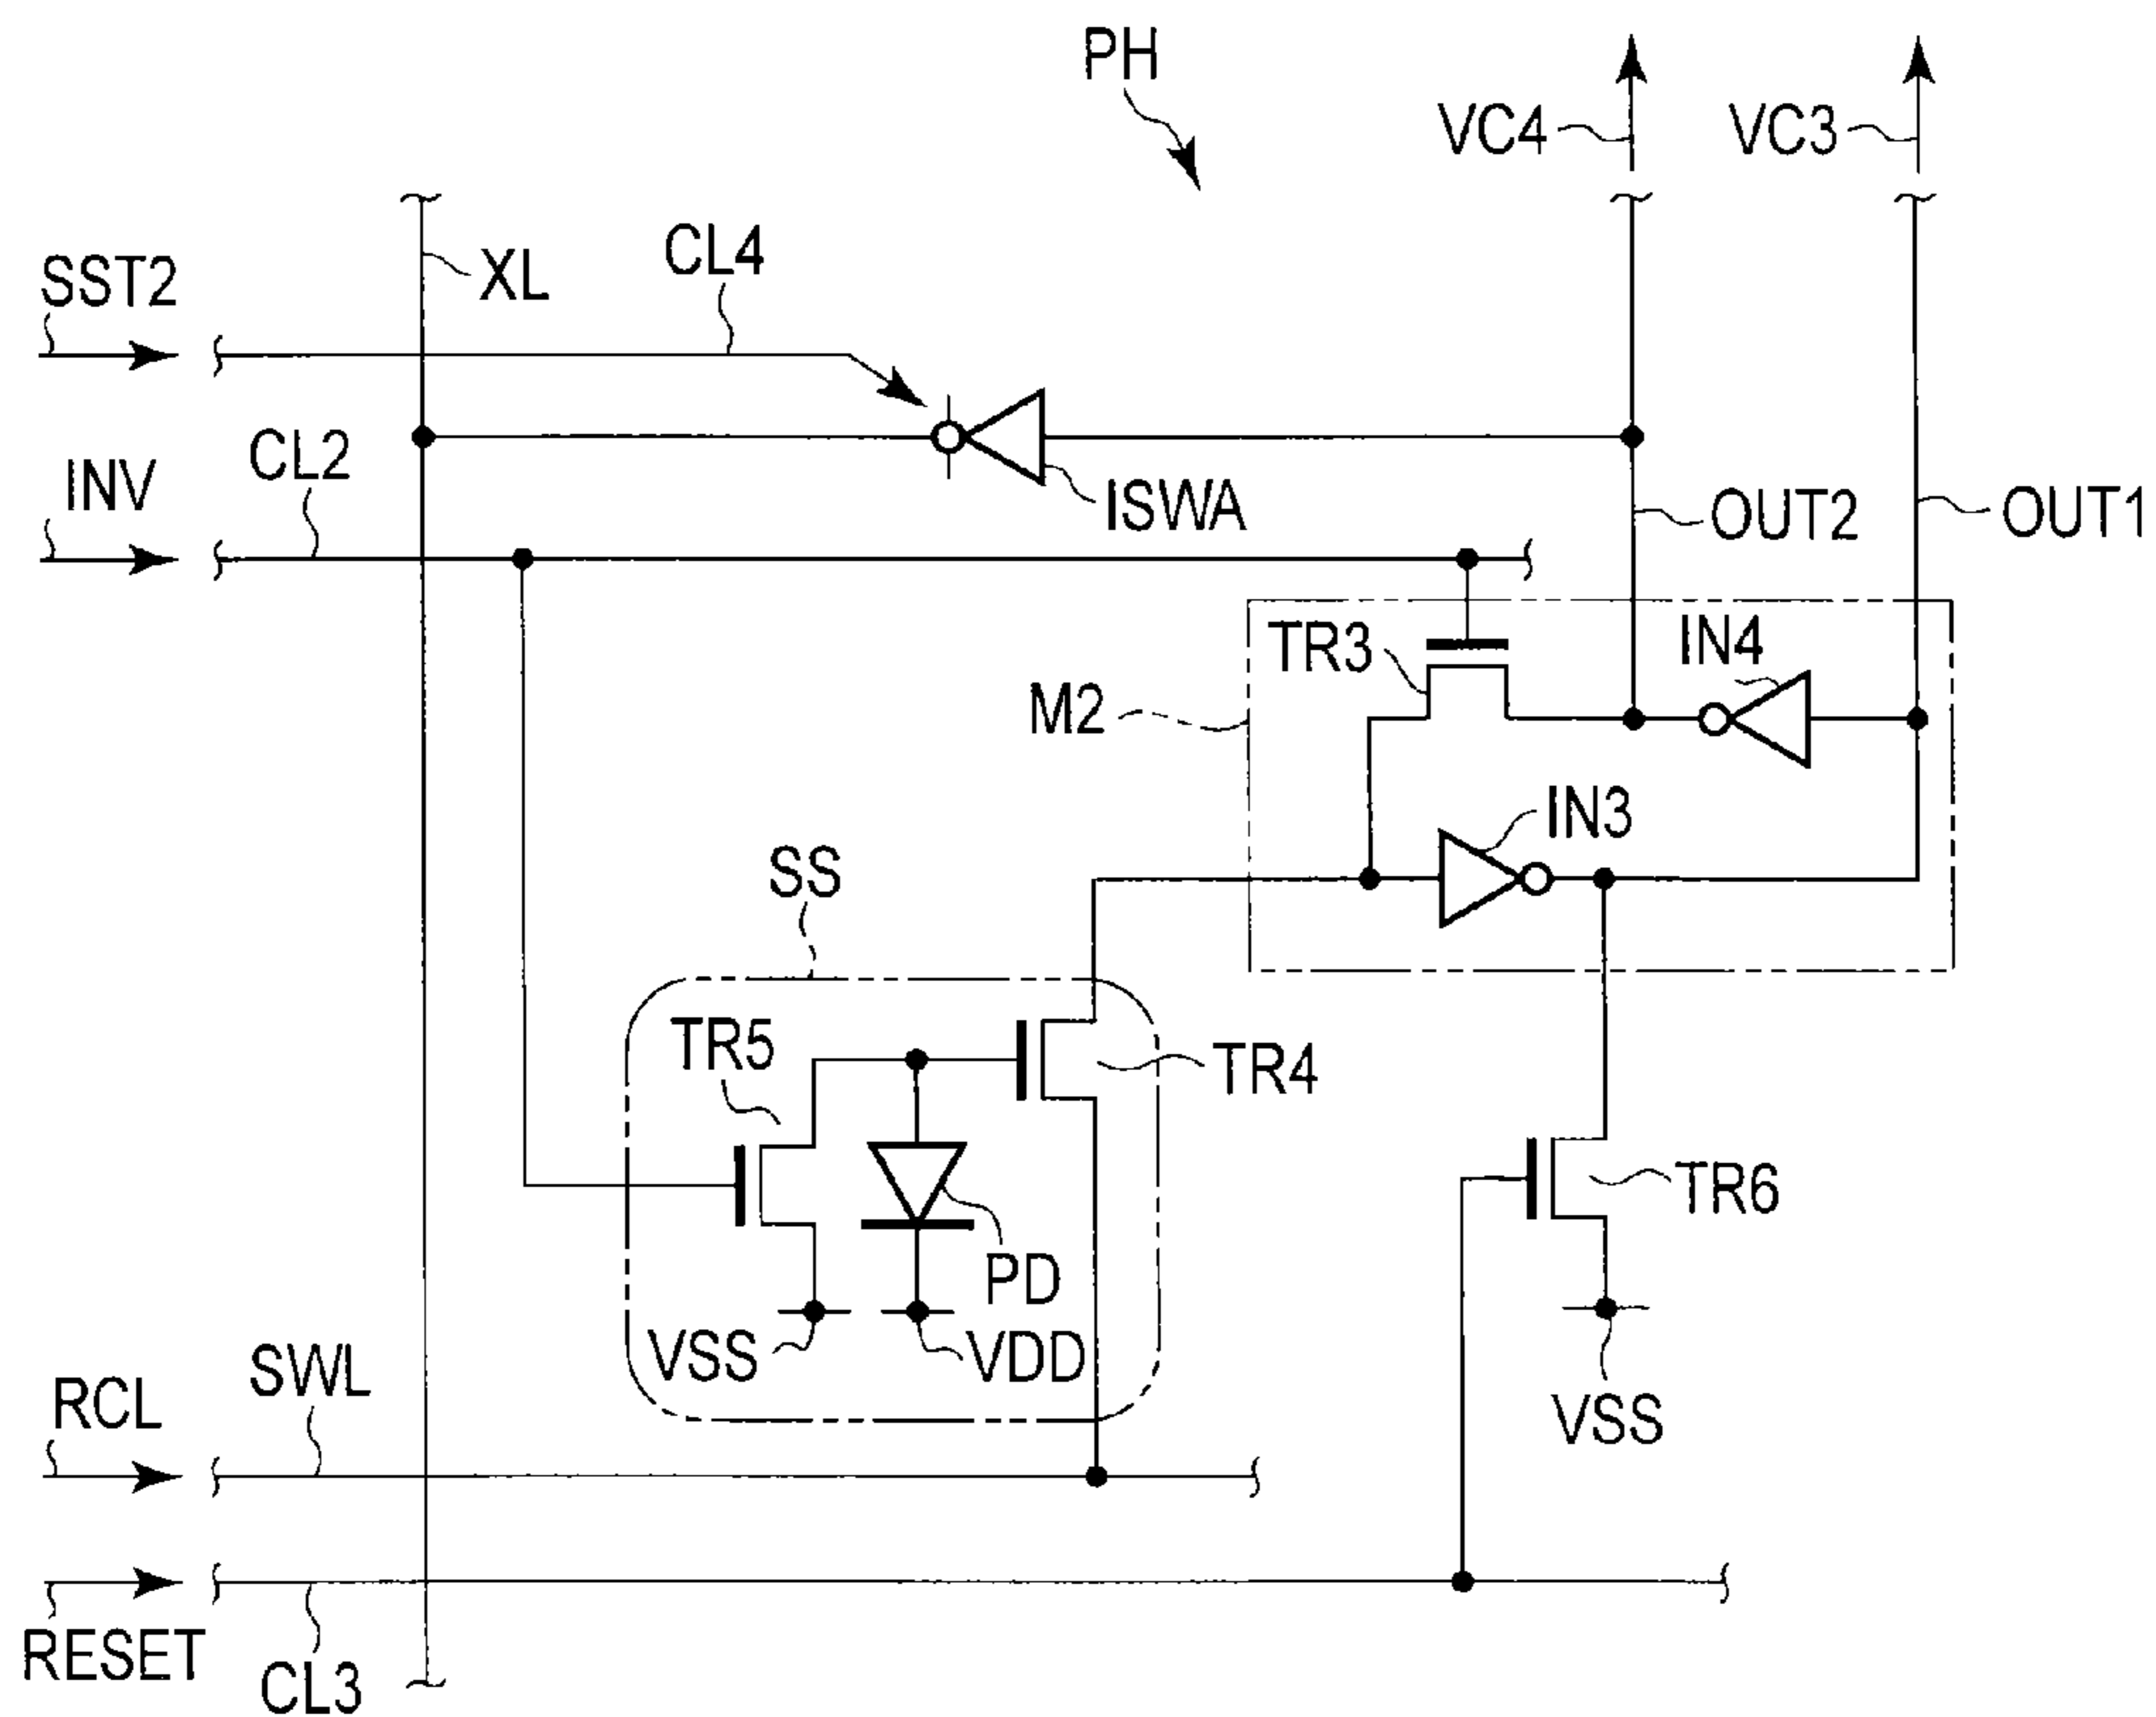 PH
VC4
VC3
SST2
XL
CL4
INV
CL2
ISWA
OUT2
OUT1
TR3
IN4
M2
IN3
SS
TR5
TR4
PD
TR6
VSS
VDD
RCL
SWL
VSS
RESET
CL3